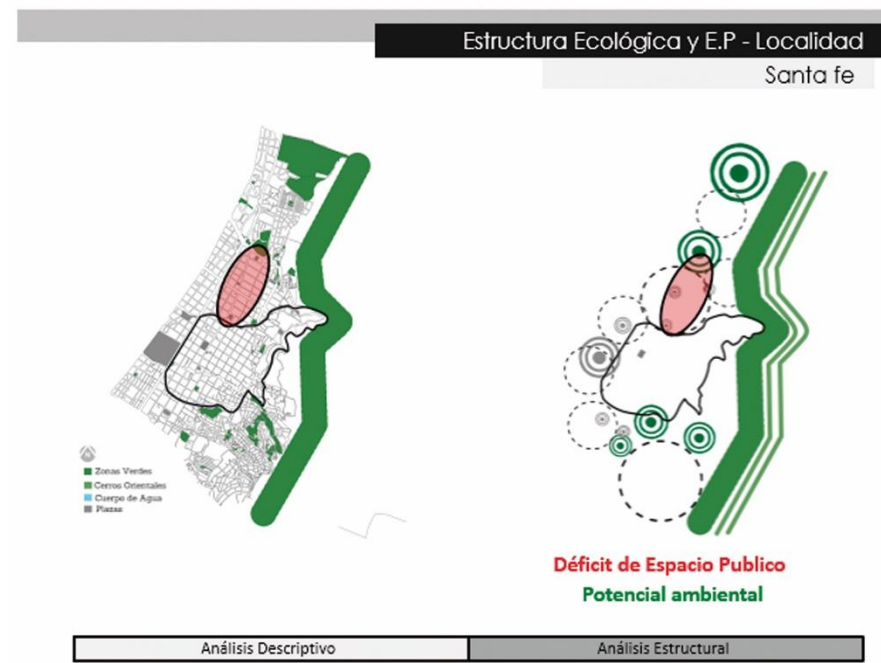 Estructura Ecológica y E.P - Localidad
Santa fe
Zonas Verdes
Cerros Orientales
Cuerpo de Agua
Plazas
Déficit de Espacio Publico
Potencial ambiental
Análisis Descriptivo
Análisis Estructural